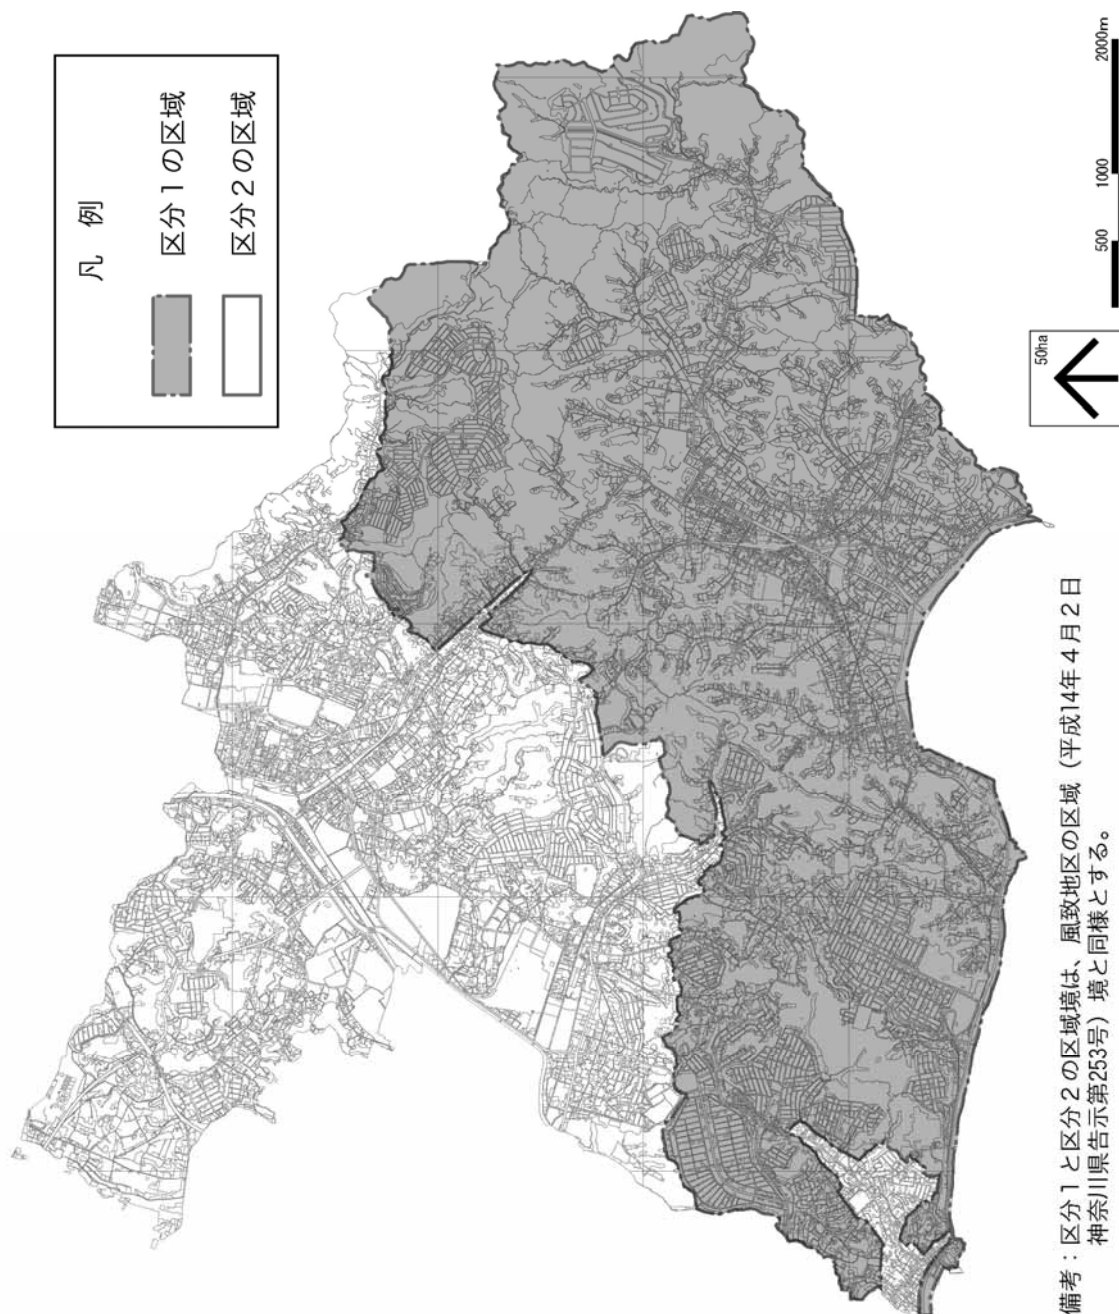 凡　例
区分1の区域
区分2の区域
50ha
500
1000
2000m
備考：区分1と区分2の区域境は、風致地区の区域（平成14年4月2日
神奈川県告示第253号）境と同様とする。